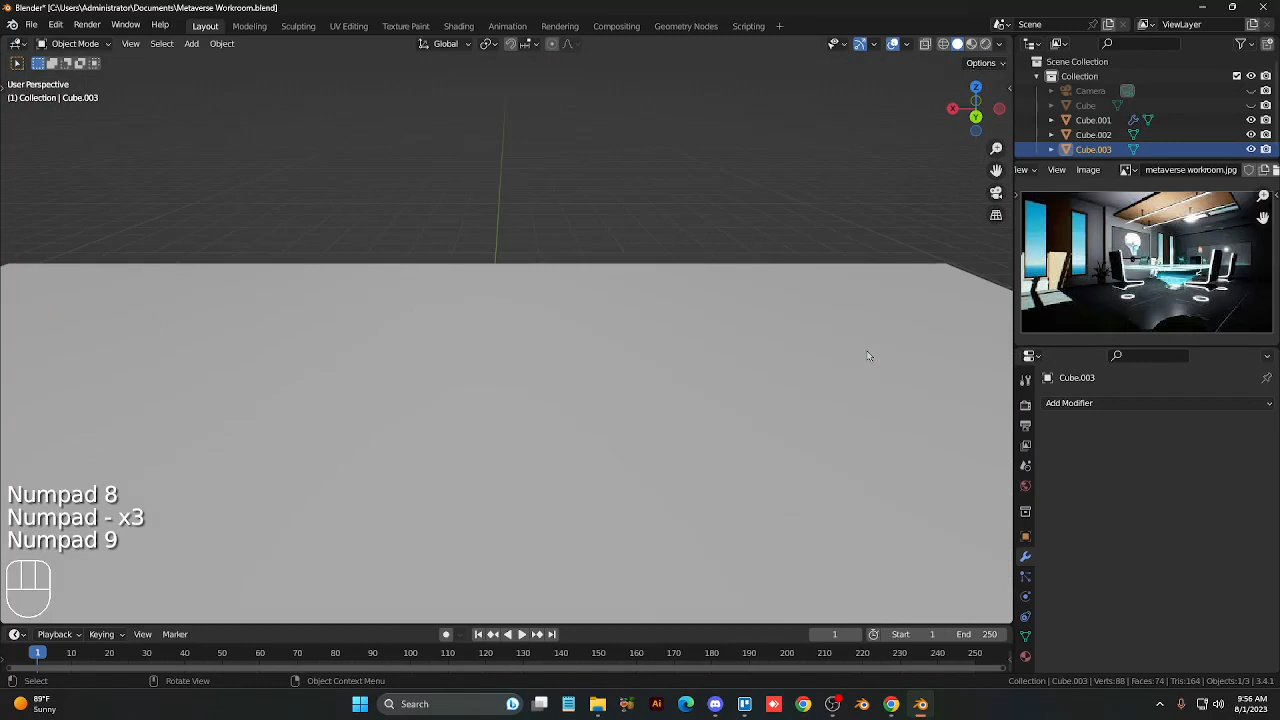 Blender* [C:\Users\Administrator\Documents\Metaverse Workroom.blend]
File Edit Render Window Help Layout Modeling Sculpting UV Editing Texture Paint Shading Animation Rendering Compositing Geometry Nodes Scripting + Scene ViewLayer
Object Mode View Select Add Object Global
Options
User Perspective
(1) Collection | Cube.003
Z
X
Y
Scene Collection
Collection
Camera
Cube
Cube.001
Cube.002
Cube.003
View Image metaverse workroom.jpg
Cube.003
Add Modifier
Numpad 8
Numpad - x3
Numpad 9
Playback Keying View Marker 1 Start 1 End 250
1 10 20 30 40 50 60 70 80 90 100 110 120 130 140 150 160 170 180 190 200 210 220 230 240 250
Select Rotate View Object Context Menu Collection | Cube.003 | Verts:88 | Faces:74 | Tris:164 | Objects:1/3 | 3.4.1
89°F
Sunny
Search
Ai
9:56 AM
8/1/2023